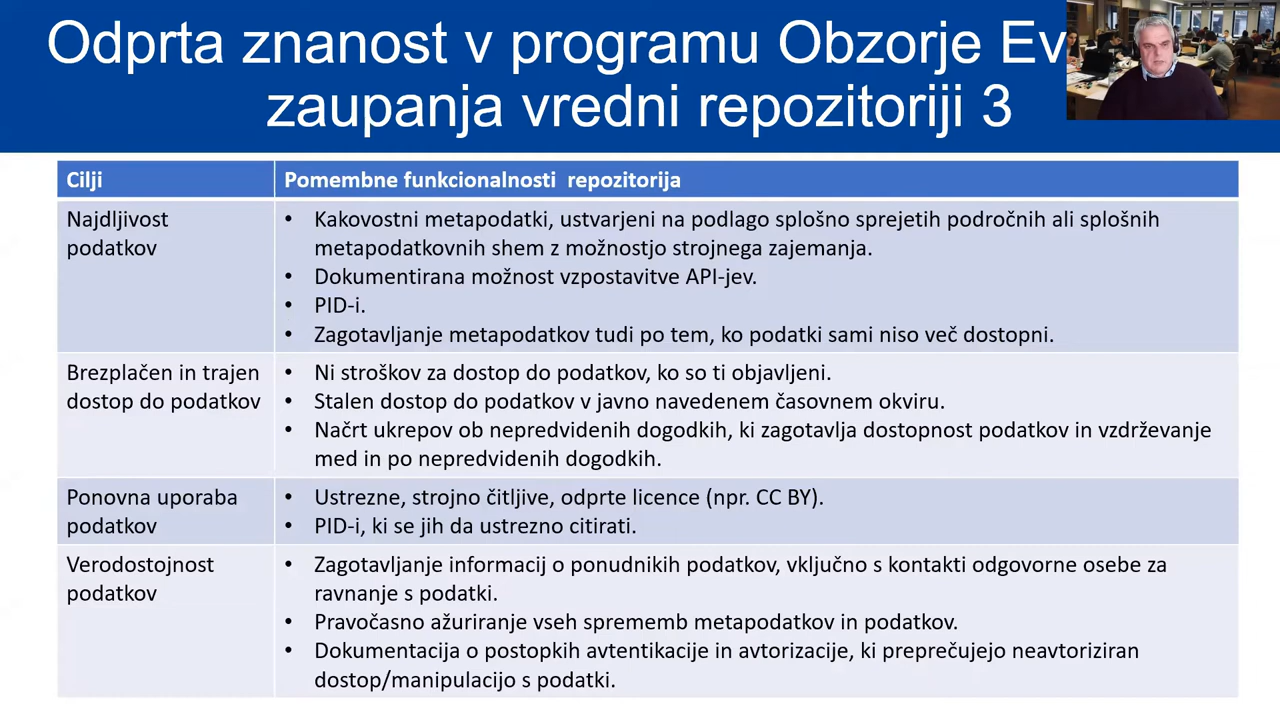 Odprta znanost v programu Obzorje
zaupanja vredni repozitoriji 3
Cilji
Pomembne funkcionalnosti repozitorija
Najdljivost
podatkov
• Kakovostni metapodatki, ustvarjeni na podlago splošno sprejetih področnih ali splošnih
metapodatkovnih shem z možnostjo strojnega zajemanja.
• Dokumentirana možnost vzpostavitve API-jev.
• PID-i.
• Zagotavljanje metapodatkov tudi po tem, ko podatki sami niso več dostopni.
Brezplačen in trajen
dostop do podatkov
• Ni stroškov za dostop do podatkov, ko so ti objavljeni.
• Stalen dostop do podatkov v javno navedenem časovnem okviru.
• Načrt ukrepov ob nepredvidenih dogodkih, ki zagotavlja dostopnost podatkov in vzdrževanje
med in po nepredvidenih dogodkih.
Ponovna uporaba
podatkov
• Ustrezne, strojno čitljive, odprte licence (npr. CC BY).
• PID-i, ki se jih da ustrezno citirati.
Verodostojnost
podatkov
• Zagotavljanje informacij o ponudnikih podatkov, vključno s kontakti odgovorne osebe za
ravnanje s podatki.
• Pravočasno ažuriranje vseh sprememb metapodatkov in podatkov.
• Dokumentacija o postopkih avtentikacije in avtorizacije, ki preprečujejo neavtoriziran
dostop/manipulacijo s podatki.